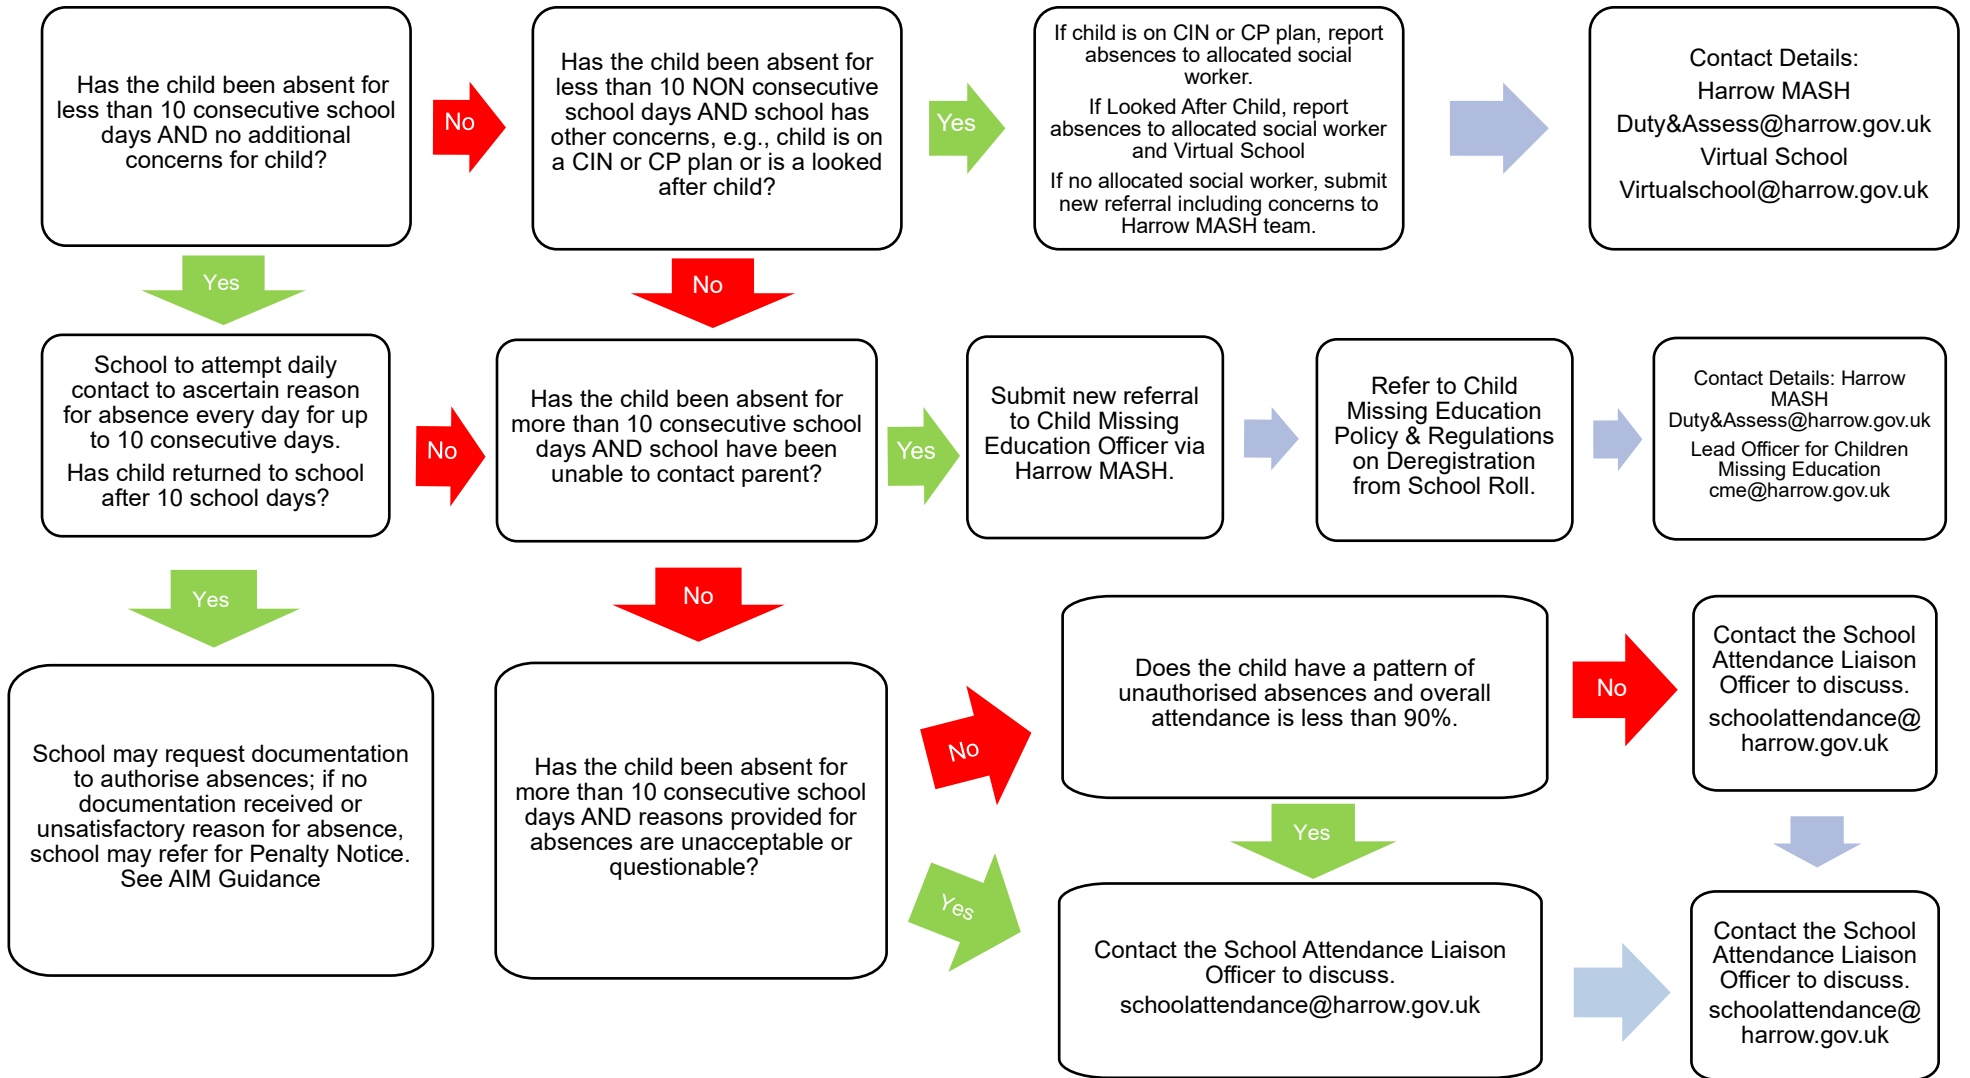 Has the child been absent for
less than 10 consecutive school
days AND no additional
concerns for child?
No
Has the child been absent for
less than 10 NON consecutive
school days AND school has
other concerns, e.g., child is on
a CIN or CP plan or is a looked
after child?
Yes
If child is on CIN or CP plan, report
absences to allocated social
worker.
If Looked After Child, report
absences to allocated social worker
and Virtual School
If no allocated social worker, submit
new referral including concerns to
Harrow MASH team.
Contact Details:
Harrow MASH
Duty&Assess@harrow.gov.uk
Virtual School
Virtualschool@harrow.gov.uk
Yes
No
School to attempt daily
contact to ascertain reason
for absence every day for up
to 10 consecutive days.
Has child returned to school
after 10 school days?
No
Has the child been absent for
more than 10 consecutive school
days AND school have been
unable to contact parent?
Yes
Submit new referral
to Child Missing
Education Officer via
Harrow MASH.
Refer to Child
Missing Education
Policy & Regulations
on Deregistration
from School Roll.
Contact Details: Harrow
MASH
Duty&Assess@harrow.gov.uk
Lead Officer for Children
Missing Education
cme@harrow.gov.uk
Yes
No
School may request documentation
to authorise absences; if no
documentation received or
unsatisfactory reason for absence,
school may refer for Penalty Notice.
See AIM Guidance
Has the child been absent for
more than 10 consecutive school
days AND reasons provided for
absences are unacceptable or
questionable?
No
Does the child have a pattern of
unauthorised absences and overall
attendance is less than 90%.
No
Contact the School
Attendance Liaison
Officer to discuss.
schoolattendance@
harrow.gov.uk
Yes
Yes
Contact the School Attendance Liaison
Officer to discuss.
schoolattendance@harrow.gov.uk
Contact the School
Attendance Liaison
Officer to discuss.
schoolattendance@
harrow.gov.uk